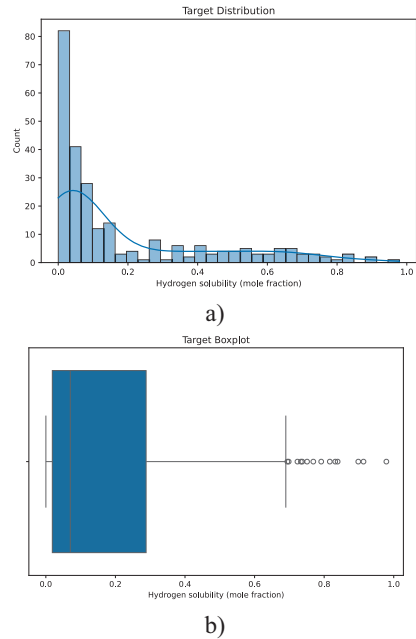 Target Distribution
80
70
60
50
40
30
20
10
0
Count
0.0 0.2 0.4 0.6 0.8 1.0
Hydrogen solubility (mole fraction)
a)
Target Boxplot
0.0 0.2 0.4 0.6 0.8 1.0
Hydrogen solubility (mole fraction)
b)